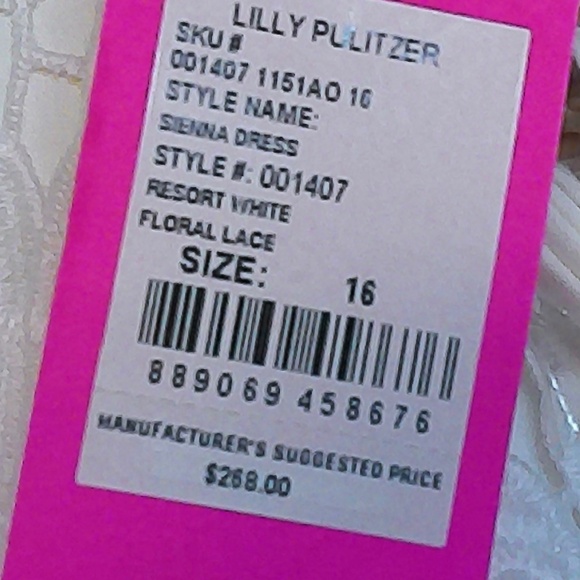 LILLY PULITZER
SKU #
001407 1151AO 16
STYLE NAME:
SIENNA DRESS
STYLE #: 001407
RESORT WHITE
FLORAL LACE
SIZE: 16
889069 458676
MANUFACTURER'S SUGGESTED PRICE
$268.00